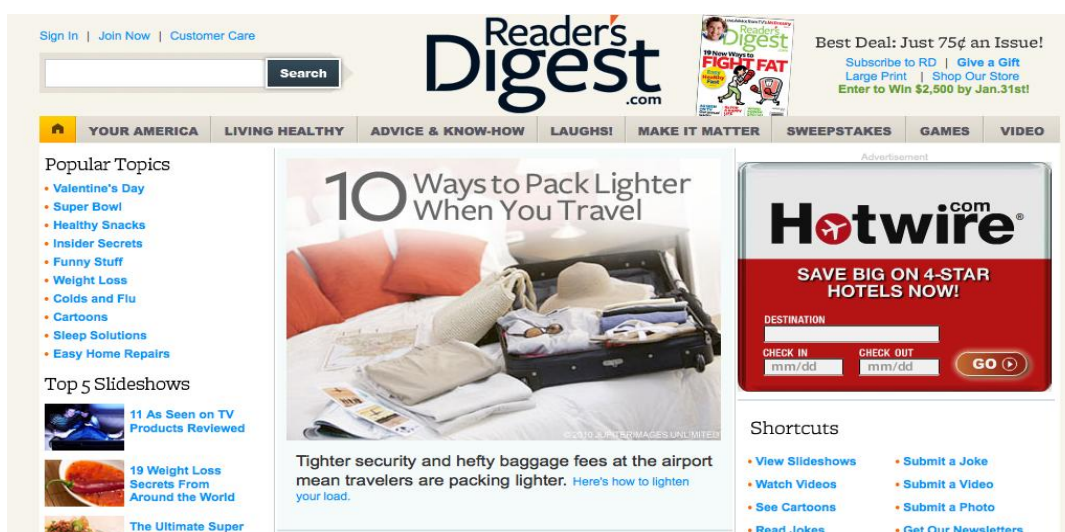 Sign In | Join Now | Customer Care
Search
Reader's
Digest
.com
Reader's
Digest
19 New Ways to
FIGHT FAT
Best Deal: Just 75¢ an Issue!
Subscribe to RD | Give a Gift
Large Print | Shop Our Store
Enter to Win $2,500 by Jan.31st!
YOUR AMERICA LIVING HEALTHY ADVICE & KNOW-HOW LAUGHS! MAKE IT MATTER SWEEPSTAKES GAMES VIDEO
Popular Topics
• Valentine's Day
• Super Bowl
• Healthy Snacks
• Insider Secrets
• Funny Stuff
• Weight Loss
• Colds and Flu
• Cartoons
• Sleep Solutions
• Easy Home Repairs
Top 5 Slideshows
11 As Seen on TV
Products Reviewed
19 Weight Loss
Secrets From
Around the World
The Ultimate Super
10 Ways to Pack Lighter
When You Travel
©2010 JUPITERIMAGES UNLIMITED
Tighter security and hefty baggage fees at the airport
mean travelers are packing lighter. Here's how to lighten
your load.
Advertisement
Hotwire.com®
SAVE BIG ON 4-STAR
HOTELS NOW!
DESTINATION
CHECK IN CHECK OUT
mm/dd mm/dd GO
Shortcuts
• View Slideshows • Submit a Joke
• Watch Videos • Submit a Video
• See Cartoons • Submit a Photo
• Read Jokes • Get Our Newsletters